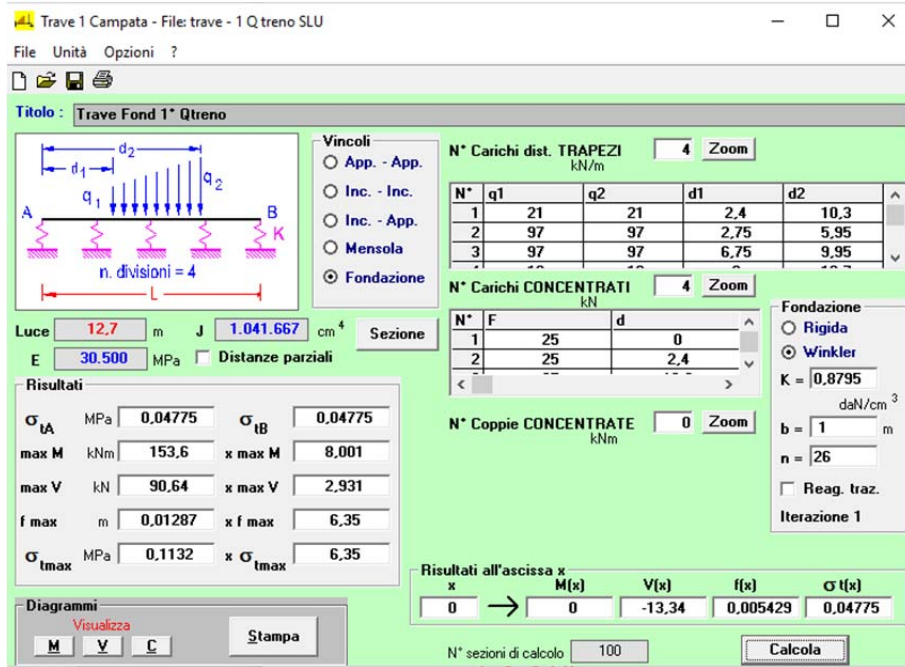 Trave 1 Campata - File: trave - 1 Q treno SLU
File Unità Opzioni ?
Titolo : Trave Fond 1* Qtreno
d2
d1
q1
q2
A
B
K
n. divisioni = 4
L
Vincoli
App. - App.
Inc. - Inc.
Inc. - App.
Mensola
Fondazione
N° Carichi dist. TRAPEZI 4 Zoom
kN/m
N° q1 q2 d1 d2
1 21 21 2,4 10,3
2 97 97 2,75 5,95
3 97 97 6,75 9,95
N° Carichi CONCENTRATI 4 Zoom
kN
N° F d
1 25 0
2 25 2,4
N° Coppie CONCENTRATE 0 Zoom
kNm
Fondazione
Rigida
Winkler
K = 0,8795
daN/cm 3
b = 1 m
n = 26
Reag. traz.
Iterazione 1
Luce 12,7 m J 1.041.667 cm 4 Sezione
E 30.500 MPa Distanze parziali
Risultati
σtA MPa 0,04775 σtB 0,04775
max M kNm 153,6 x max M 8,001
max V kN 90,64 x max V 2,931
f max m 0,01287 x f max 6,35
σtmax MPa 0,1132 x σtmax 6,35
Risultati all'ascissa x
x M(x) V(x) f(x) σ t(x)
0 → 0 -13,34 0,005429 0,04775
Diagrammi
Visualizza
M V C Stampa
N° sezioni di calcolo 100 Calcola